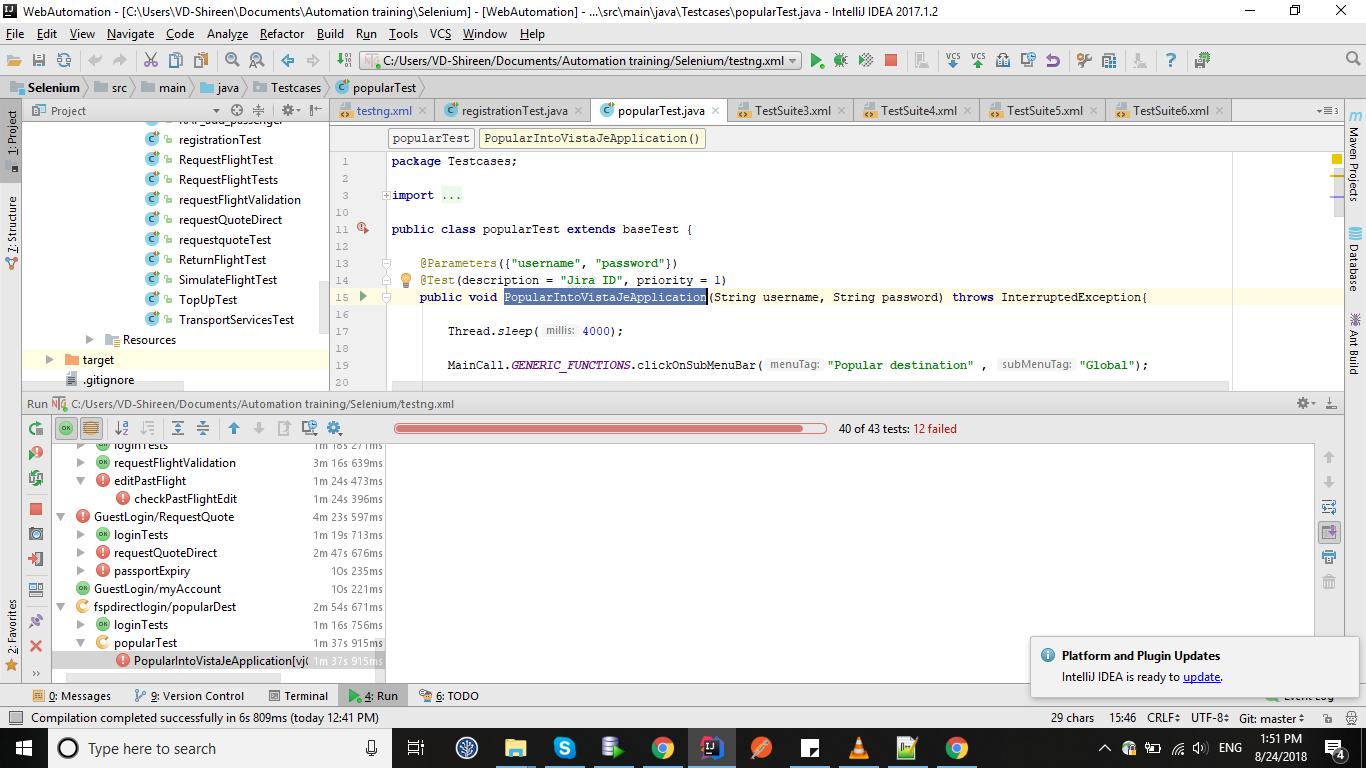 WebAutomation - [C:\Users\VD-Shireen\Documents\Automation training\Selenium] - [WebAutomation] - ...\src\main\java\Testcases\popularTest.java - IntelliJ IDEA 2017.1.2
File Edit View Navigate Code Analyze Refactor Build Run Tools VCS Window Help
C:/Users/VD-Shireen/Documents/Automation training/Selenium/testng.xml
VCS VCS
Selenium src main java Testcases popularTest
Project
testng.xml registrationTest.java popularTest.java TestSuite3.xml TestSuite4.xml TestSuite5.xml TestSuite6.xml
1: Project
7: Structure
2: Favorites
registrationTest
RequestFlightTest
RequestFlightTests
requestFlightValidation
requestQuoteDirect
requestquoteTest
ReturnFlightTest
SimulateFlightTest
TopUpTest
TransportServicesTest
Resources
target
.gitignore
popularTest PopularIntoVistaJeApplication()
1 package Testcases;
2
3 import ...
10
11 public class popularTest extends baseTest {
12
13 @Parameters({"username", "password"})
14 @Test(description = "Jira ID", priority = 1)
15 public void PopularIntoVistaJeApplication(String username, String password) throws InterruptedException{
16
17 Thread.sleep( millis: 4000);
18
19 MainCall.GENERIC_FUNCTIONS.clickOnSubMenuBar( menuTag: "Popular destination" , subMenuTag: "Global");
20
Maven Projects
Database
Ant Build
Run C:/Users/VD-Shireen/Documents/Automation training/Selenium/testng.xml
40 of 43 tests: 12 failed
loginTests 1m 18s 271ms
requestFlightValidation 3m 16s 639ms
editPastFlight 1m 24s 473ms
checkPastFlightEdit 1m 24s 396ms
GuestLogin/RequestQuote 4m 23s 597ms
loginTests 1m 19s 713ms
requestQuoteDirect 2m 47s 676ms
passportExpiry 10s 235ms
GuestLogin/myAccount 10s 221ms
fspdirectlogin/popularDest 2m 54s 671ms
loginTests 1m 16s 756ms
popularTest 1m 37s 915ms
PopularIntoVistaJeApplication[vj 1m 37s 915ms
Platform and Plugin Updates
IntelliJ IDEA is ready to update.
0: Messages 9: Version Control Terminal 4: Run 6: TODO Event Log
Compilation completed successfully in 6s 809ms (today 12:41 PM) 29 chars 15:46 CRLF UTF-8 Git: master
Type here to search
ENG
1:51 PM
8/24/2018
4